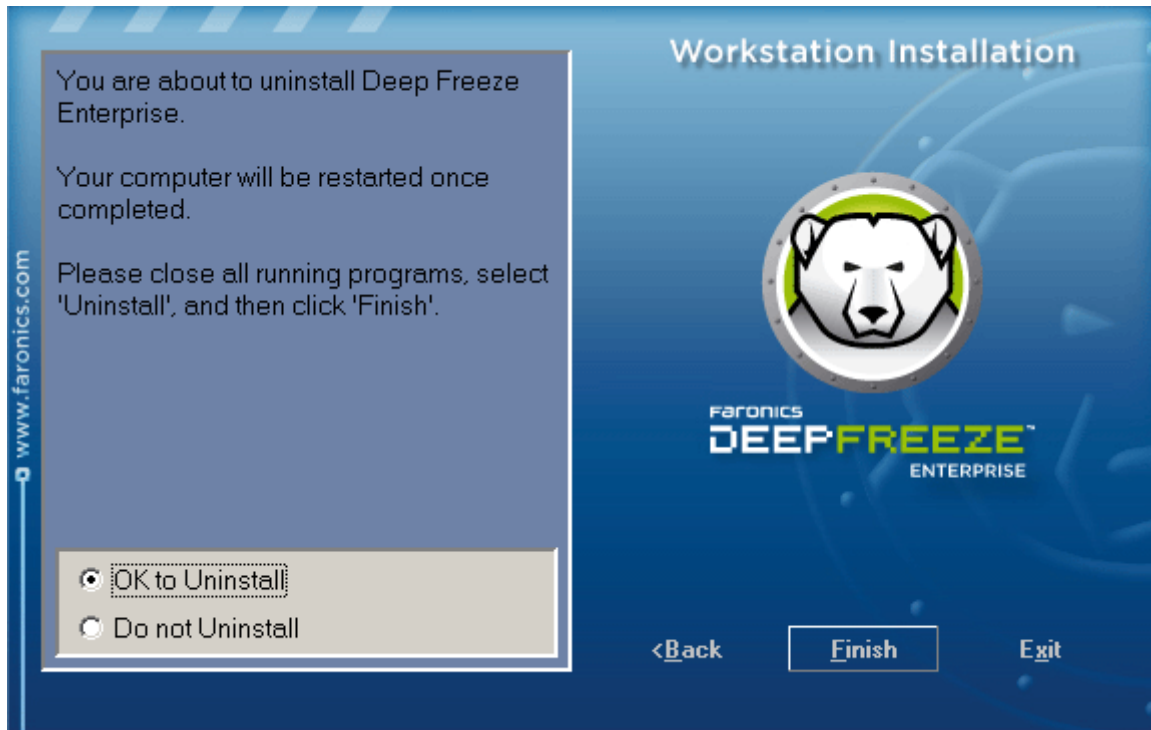 Workstation Installation
You are about to uninstall Deep Freeze
Enterprise.
Your computer will be restarted once
completed.
Please close all running programs, select
'Uninstall', and then click 'Finish'.
www.faronics.com
Faronics
DEEPFREEZE™
ENTERPRISE
OK to Uninstall
Do not Uninstall
<Back Finish Exit